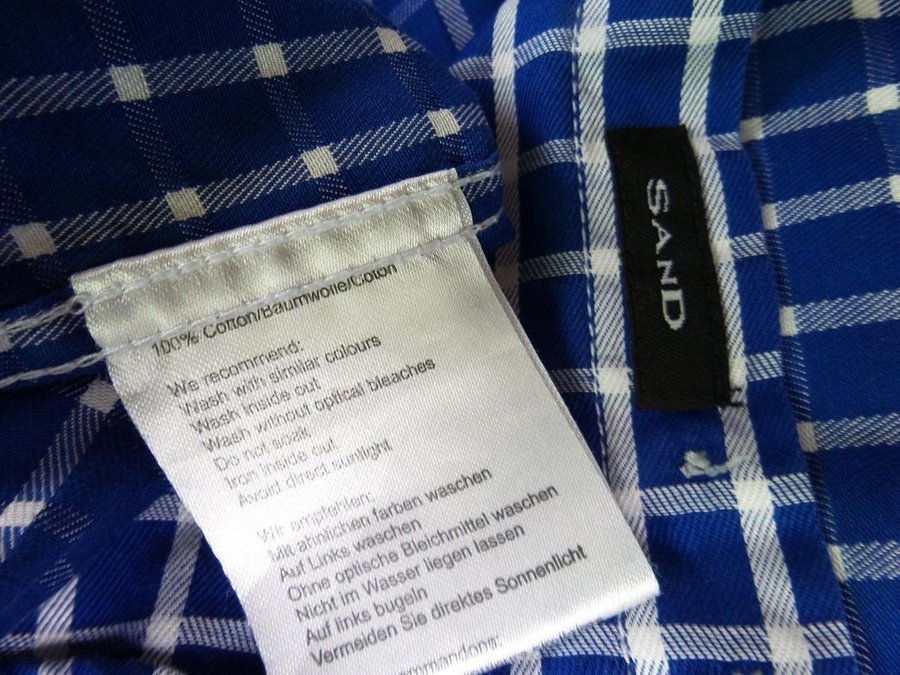 100% Cotton/Baumwolle/Coton
We recommend:
Wash with similar colours
Wash inside out
Wash without optical bleaches
Do not soak
Iron inside out
Avoid direct sunlight
Wir empfehlen:
Mit ähnlichen farben waschen
Auf Links waschen
Ohne optische Bleichmittel waschen
Nicht im Wasser liegen lassen
Auf links bugeln
Vermeiden Sie direktes Sonnenlicht
ommandons:
SAND